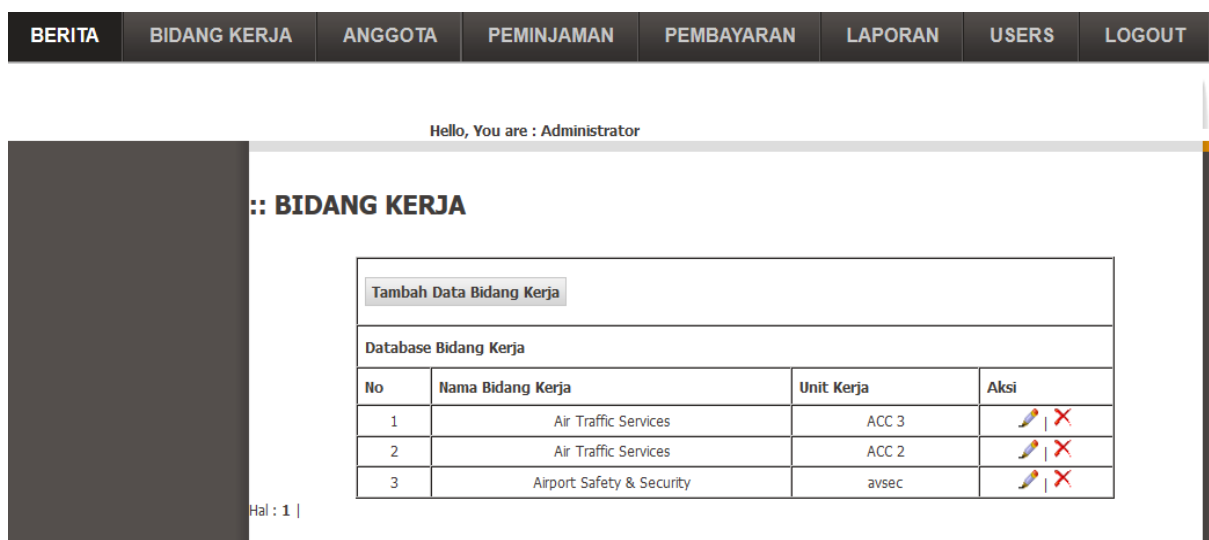 BERITA BIDANG KERJA ANGGOTA PEMINJAMAN PEMBAYARAN LAPORAN USERS LOGOUT
Hello, You are : Administrator
:: BIDANG KERJA
Tambah Data Bidang Kerja
Database Bidang Kerja
No Nama Bidang Kerja Unit Kerja Aksi
1 Air Traffic Services ACC 3 |
2 Air Traffic Services ACC 2 |
3 Airport Safety & Security avsec |
Hal : 1 |